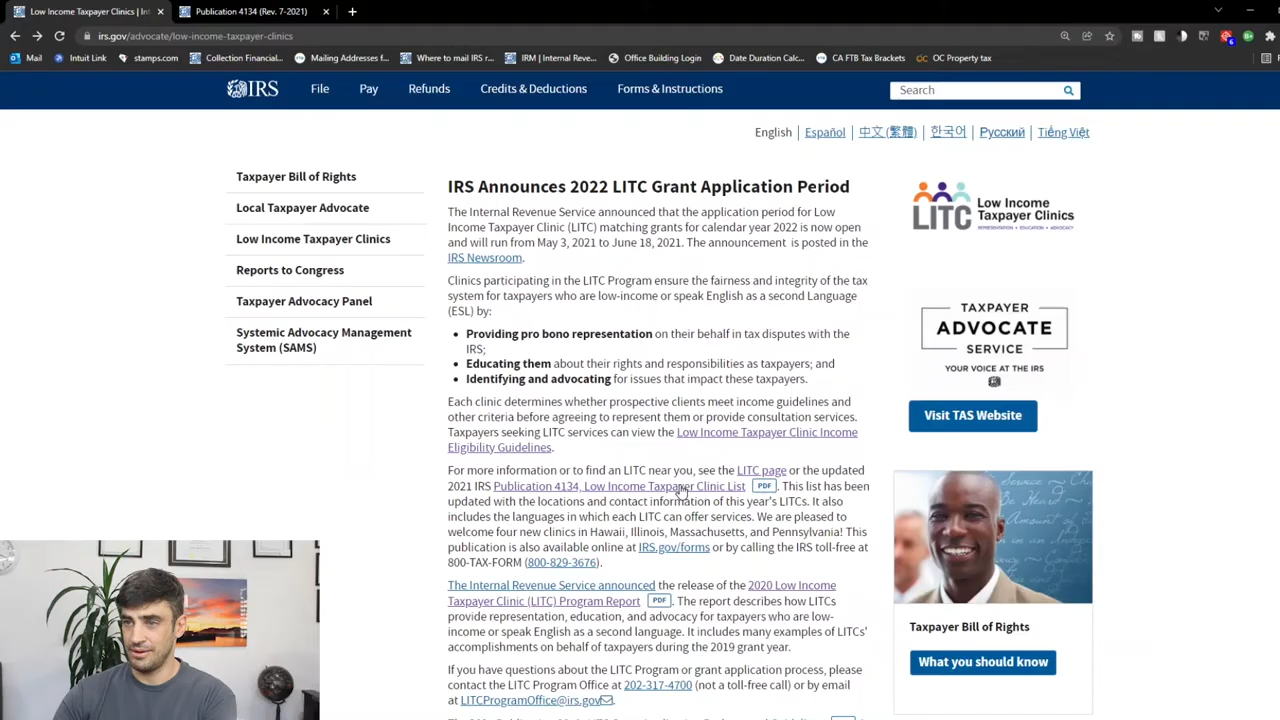 Low Income Taxpayer Clinics | Int
Publication 4134 (Rev. 7-2021)
irs.gov/advocate/low-income-taxpayer-clinics
Mail
Intuit Link
stamps.com
Collection Financial...
Mailing Addresses f...
Where to mail IRS r...
IRM | Internal Reve...
Office Building Login
Date Duration Calc...
CA FTB Tax Brackets
OC Property tax
IRS
File
Pay
Refunds
Credits & Deductions
Forms & Instructions
Search
English
Español
中文 (繁體)
한국어
Русский
Tiếng Việt
Taxpayer Bill of Rights
Local Taxpayer Advocate
Low Income Taxpayer Clinics
Reports to Congress
Taxpayer Advocacy Panel
Systemic Advocacy Management
System (SAMS)
IRS Announces 2022 LITC Grant Application Period
The Internal Revenue Service announced that the application period for Low
Income Taxpayer Clinic (LITC) matching grants for calendar year 2022 is now open
and will run from May 3, 2021 to June 18, 2021. The announcement is posted in the
IRS Newsroom.
Clinics participating in the LITC Program ensure the fairness and integrity of the tax
system for taxpayers who are low-income or speak English as a second Language
(ESL) by:
• Providing pro bono representation on their behalf in tax disputes with the
IRS;
• Educating them about their rights and responsibilities as taxpayers; and
• Identifying and advocating for issues that impact these taxpayers.
Each clinic determines whether prospective clients meet income guidelines and
other criteria before agreeing to represent them or provide consultation services.
Taxpayers seeking LITC services can view the Low Income Taxpayer Clinic Income
Eligibility Guidelines.
For more information or to find an LITC near you, see the LITC page or the updated
2021 IRS Publication 4134, Low Income Taxpayer Clinic List PDF . This list has been
updated with the locations and contact information of this year's LITCs. It also
includes the languages in which each LITC can offer services. We are pleased to
welcome four new clinics in Hawaii, Illinois, Massachusetts, and Pennsylvania! This
publication is also available online at IRS.gov/forms or by calling the IRS toll-free at
800-TAX-FORM (800-829-3676).
The Internal Revenue Service announced the release of the 2020 Low Income
Taxpayer Clinic (LITC) Program Report PDF . The report describes how LITCs
provide representation, education, and advocacy for taxpayers who are low-
income or speak English as a second language. It includes many examples of LITCs'
accomplishments on behalf of taxpayers during the 2019 grant year.
If you have questions about the LITC Program or grant application process, please
contact the LITC Program Office at 202-317-4700 (not a toll-free call) or by email
at LITCProgramOffice@irs.gov.
LITC
Low Income
Taxpayer Clinics
REPRESENTATION • EDUCATION • ADVOCACY
TAXPAYER
ADVOCATE
SERVICE
YOUR VOICE AT THE IRS
Visit TAS Website
Taxpayer Bill of Rights
What you should know